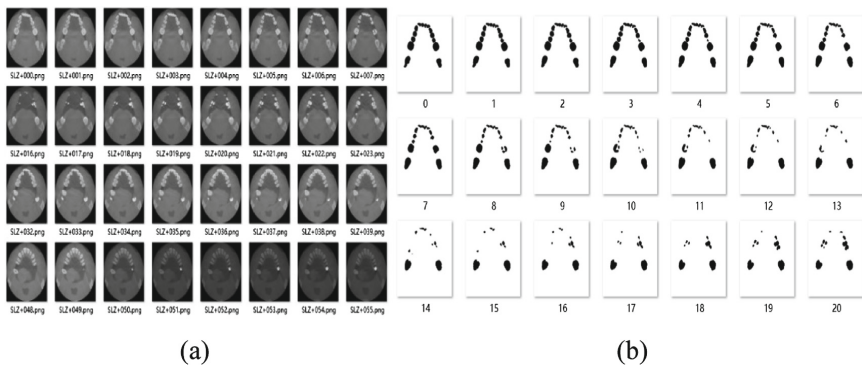 SLZ+000.png SLZ+001.png SLZ+002.png SLZ+003.png SLZ+004.png SLZ+005.png SLZ+006.png SLZ+007.png
SLZ+016.png SLZ+017.png SLZ+018.png SLZ+019.png SLZ+020.png SLZ+021.png SLZ+022.png SLZ+023.png
SLZ+032.png SLZ+033.png SLZ+034.png SLZ+035.png SLZ+036.png SLZ+037.png SLZ+038.png SLZ+039.png
SLZ+048.png SLZ+049.png SLZ+050.png SLZ+051.png SLZ+052.png SLZ+053.png SLZ+054.png SLZ+055.png
(a)
0 1 2 3 4 5 6
7 8 9 10 11 12 13
14 15 16 17 18 19 20
(b)